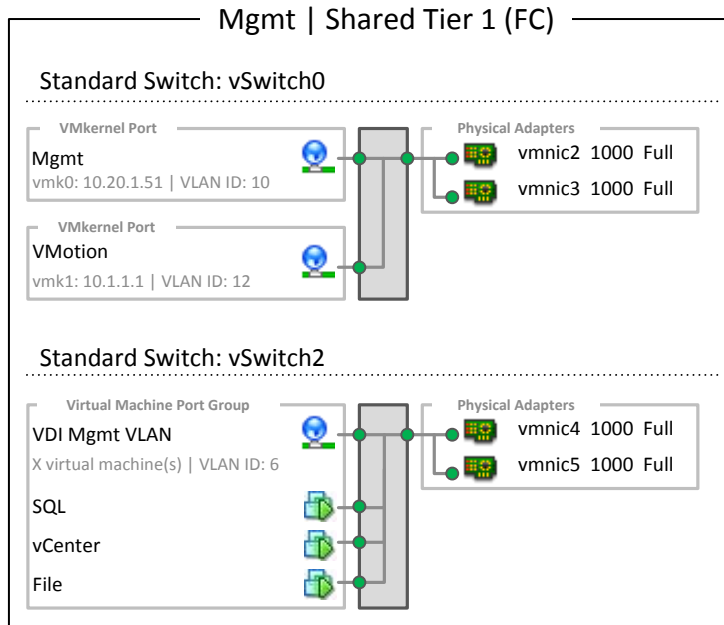 Mgmt | Shared Tier 1 (FC)
Standard Switch: vSwitch0
VMkernel Port
Physical Adapters
Mgmt
vmk0: 10.20.1.51 | VLAN ID: 10
vmnic2 1000 Full
vmnic3 1000 Full
VMkernel Port
VMotion
vmk1: 10.1.1.1 | VLAN ID: 12
Standard Switch: vSwitch2
Virtual Machine Port Group
Physical Adapters
VDI Mgmt VLAN
X virtual machine(s) | VLAN ID: 6
vmnic4 1000 Full
vmnic5 1000 Full
SQL
vCenter
File